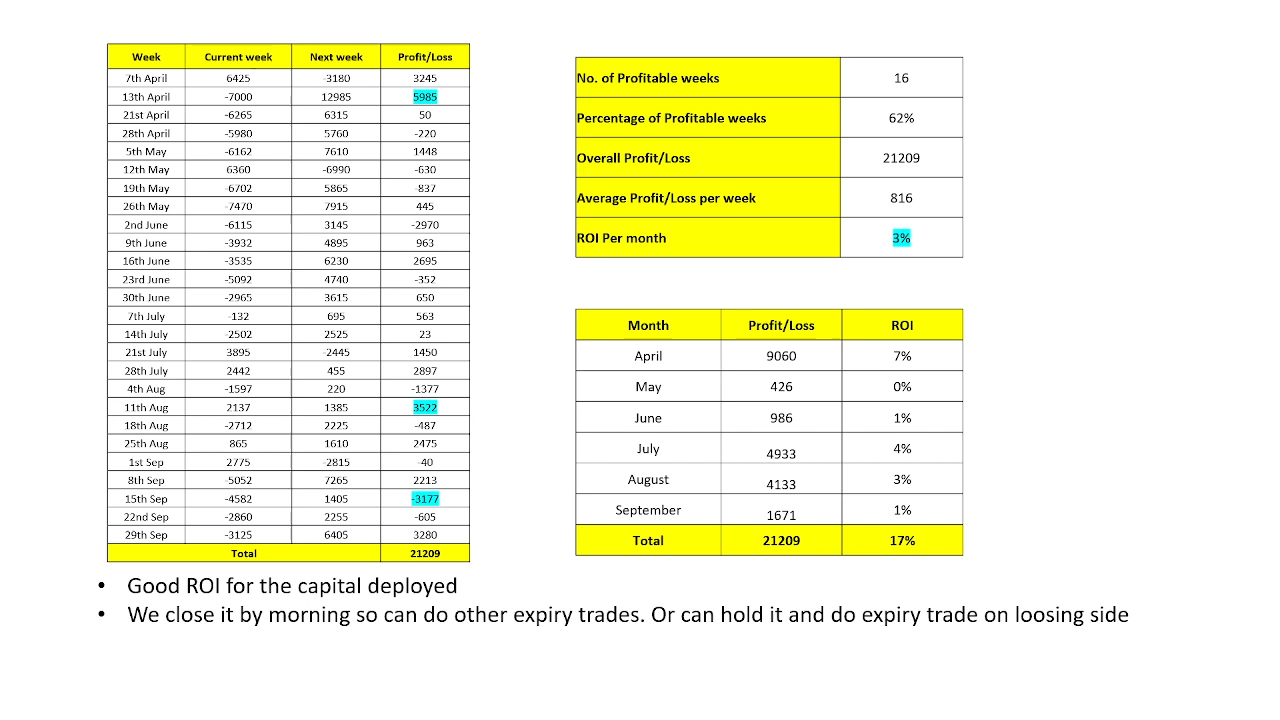 Week Current week Next week Profit/Loss
7th April 6425 -3180 3245
13th April -7000 12985 5985
21st April -6265 6315 50
28th April -5980 5760 -220
5th May -6162 7610 1448
12th May 6360 -6990 -630
19th May -6702 5865 -837
26th May -7470 7915 445
2nd June -6115 3145 -2970
9th June -3932 4895 963
16th June -3535 6230 2695
23rd June -5092 4740 -352
30th June -2965 3615 650
7th July -132 695 563
14th July -2502 2525 23
21st July 3895 -2445 1450
28th July 2442 455 2897
4th Aug -1597 220 -1377
11th Aug 2137 1385 3522
18th Aug -2712 2225 -487
25th Aug 865 1610 2475
1st Sep 2775 -2815 -40
8th Sep -5052 7265 2213
15th Sep -4582 1405 -3177
22nd Sep -2860 2255 -605
29th Sep -3125 6405 3280
Total 21209
No. of Profitable weeks 16
Percentage of Profitable weeks 62%
Overall Profit/Loss 21209
Average Profit/Loss per week 816
ROI Per month 3%
Month Profit/Loss ROI
April 9060 7%
May 426 0%
June 986 1%
July 4933 4%
August 4133 3%
September 1671 1%
Total 21209 17%
• Good ROI for the capital deployed
• We close it by morning so can do other expiry trades. Or can hold it and do expiry trade on loosing side